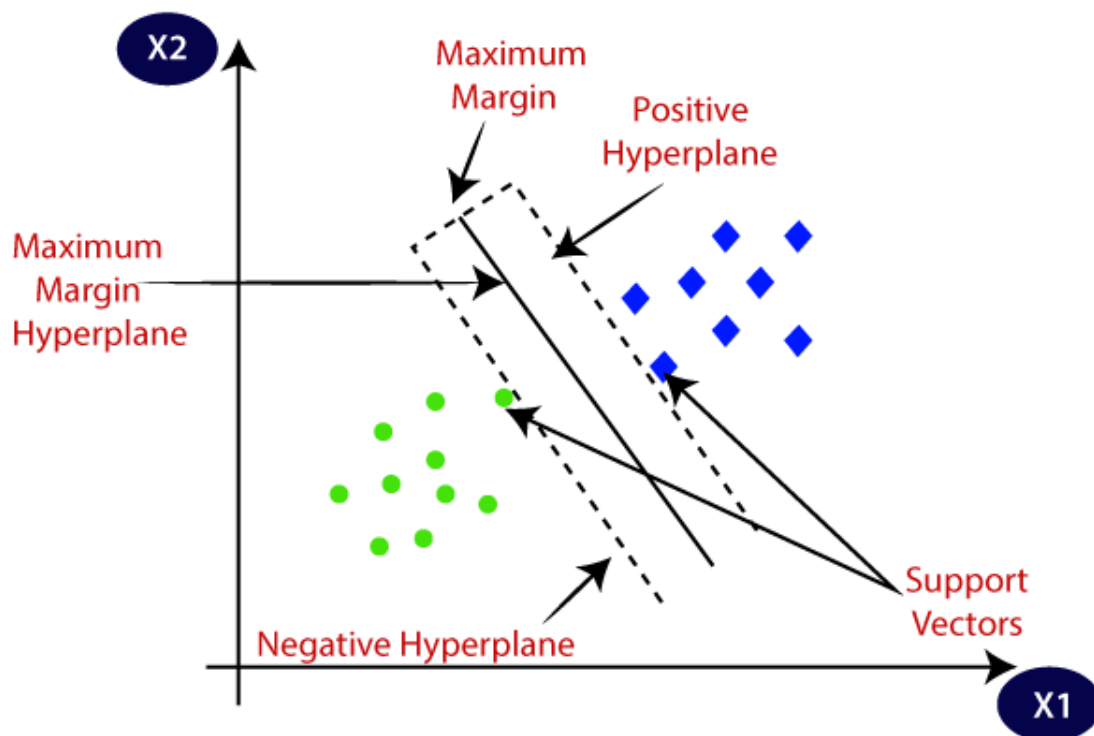 X2
Maximum
Margin
Positive
Hyperplane
Maximum
Margin
Hyperplane
Support
Vectors
Negative Hyperplane
X1